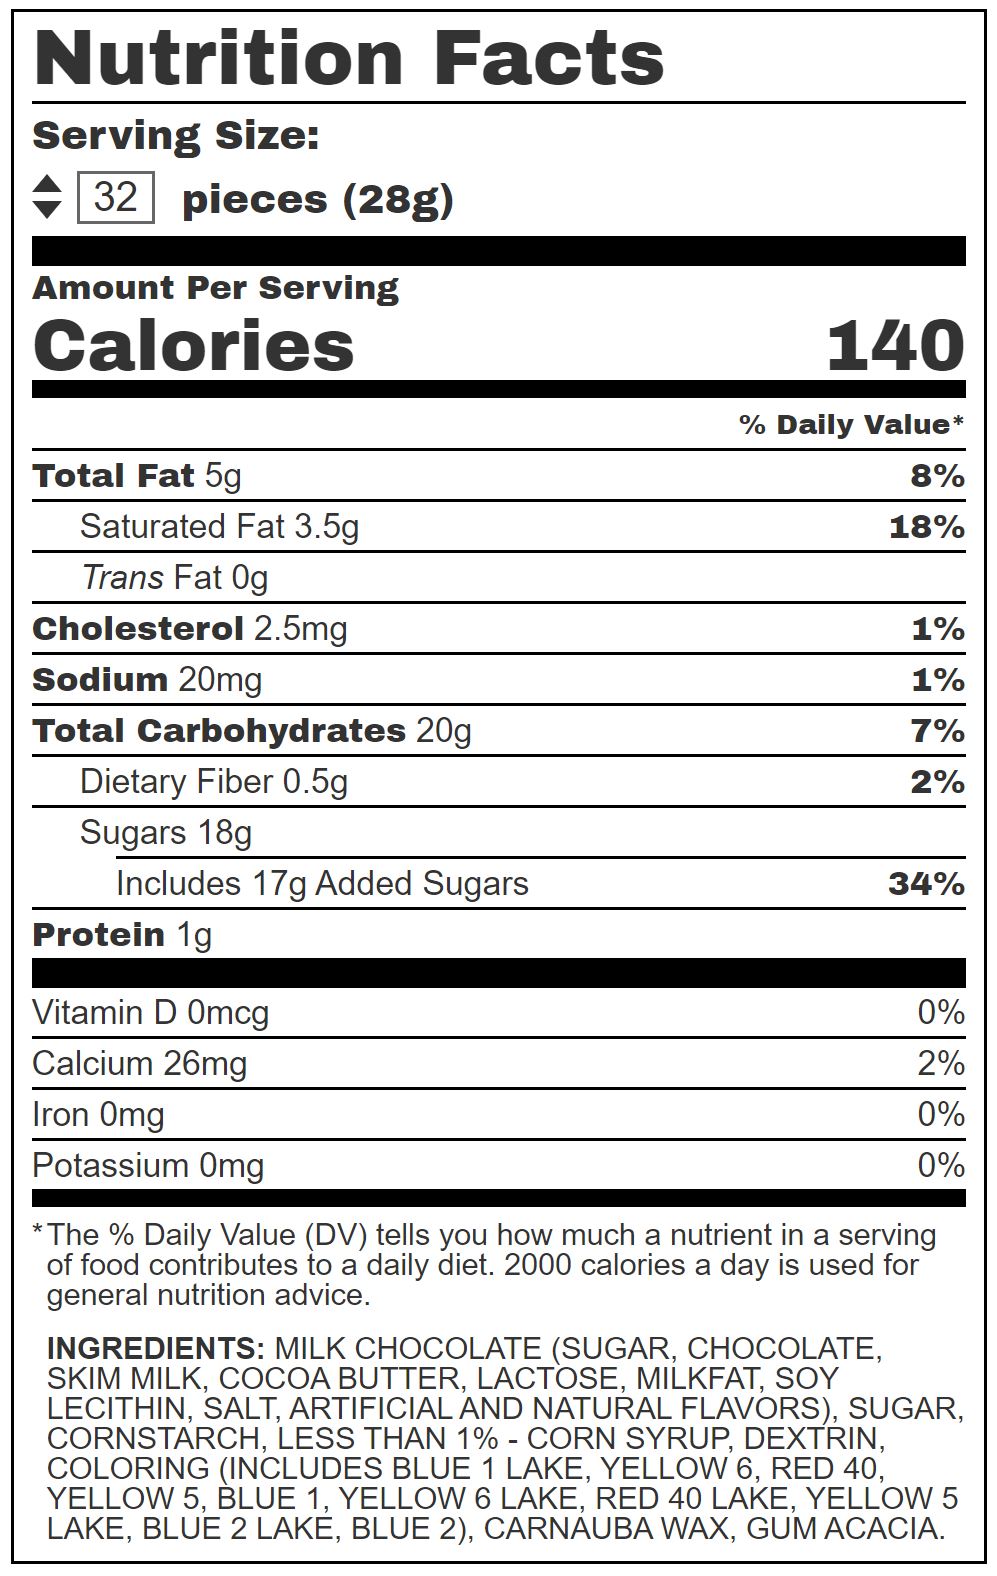 Nutrition Facts
Serving Size:
32 pieces (28g)
Amount Per Serving
Calories 140
% Daily Value*
Total Fat 5g 8%
Saturated Fat 3.5g 18%
Trans Fat 0g
Cholesterol 2.5mg 1%
Sodium 20mg 1%
Total Carbohydrates 20g 7%
Dietary Fiber 0.5g 2%
Sugars 18g
Includes 17g Added Sugars 34%
Protein 1g
Vitamin D 0mcg 0%
Calcium 26mg 2%
Iron 0mg 0%
Potassium 0mg 0%
*The % Daily Value (DV) tells you how much a nutrient in a serving
of food contributes to a daily diet. 2000 calories a day is used for
general nutrition advice.
INGREDIENTS: MILK CHOCOLATE (SUGAR, CHOCOLATE,
SKIM MILK, COCOA BUTTER, LACTOSE, MILKFAT, SOY
LECITHIN, SALT, ARTIFICIAL AND NATURAL FLAVORS), SUGAR,
CORNSTARCH, LESS THAN 1% - CORN SYRUP, DEXTRIN,
COLORING (INCLUDES BLUE 1 LAKE, YELLOW 6, RED 40,
YELLOW 5, BLUE 1, YELLOW 6 LAKE, RED 40 LAKE, YELLOW 5
LAKE, BLUE 2 LAKE, BLUE 2), CARNAUBA WAX, GUM ACACIA.